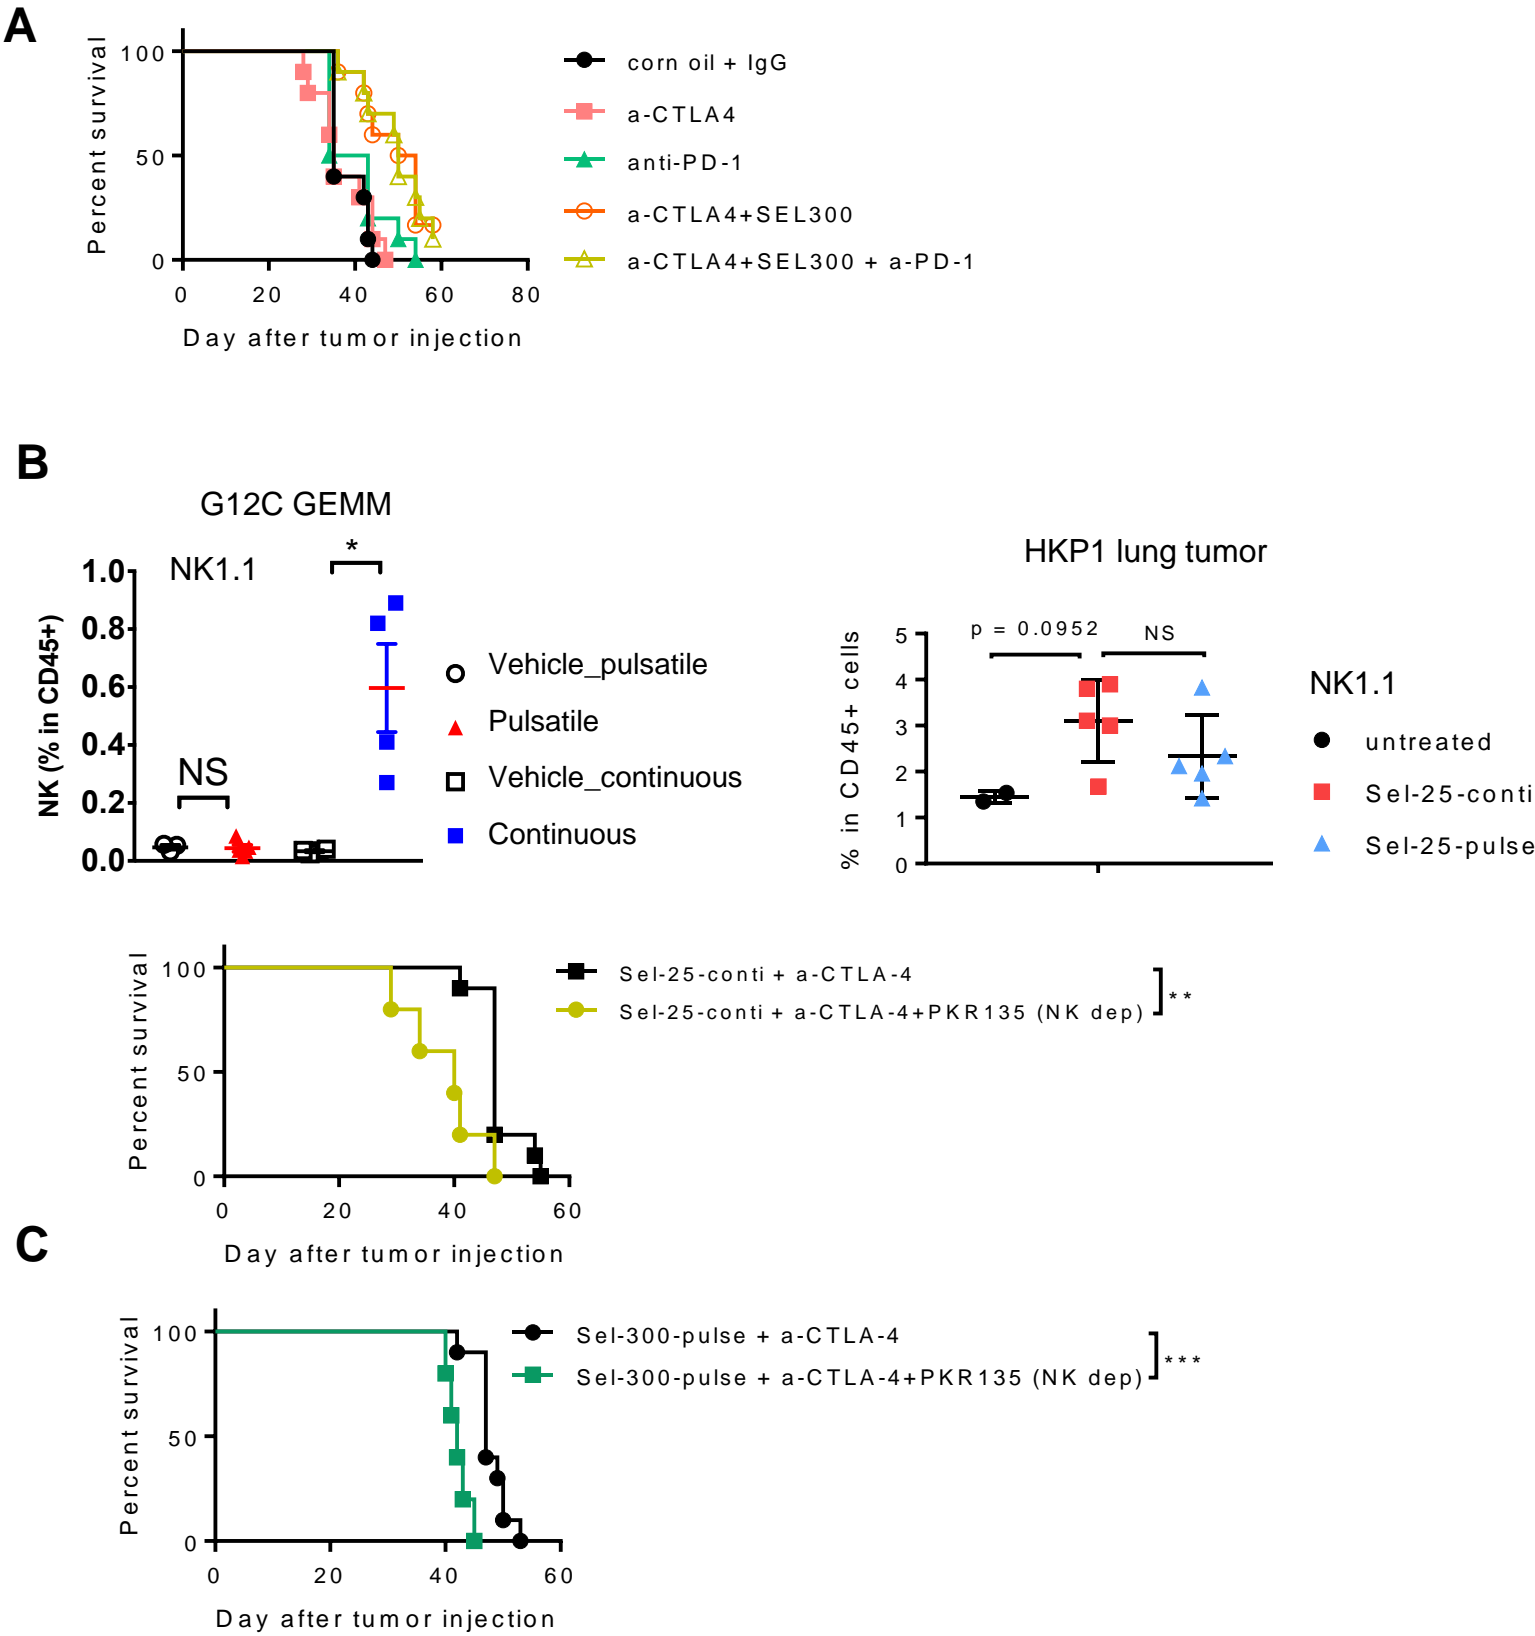 A
Percent survival
100
50
0
0 20 40 60 80
Day after tumor injection
corn oil + IgG
a-CTLA4
anti-PD-1
a-CTLA4+SEL300
a-CTLA4+SEL300 + a-PD-1
B
G12C GEMM
NK1.1
*
NS
NK (% in CD45+)
1.0
0.8
0.6
0.4
0.2
0.0
Vehicle_pulsatile
Pulsatile
Vehicle_continuous
Continuous
HKP1 lung tumor
p = 0.0952
NS
% in CD45+ cells
5
4
3
2
1
0
NK1.1
untreated
Sel-25-conti
Sel-25-pulse
Percent survival
100
50
0
0 20 40 60
Day after tumor injection
Sel-25-conti + a-CTLA-4
Sel-25-conti + a-CTLA-4+PKR135 (NK dep)
**
C
Percent survival
100
50
0
0 20 40 60
Day after tumor injection
Sel-300-pulse + a-CTLA-4
Sel-300-pulse + a-CTLA-4+PKR135 (NK dep)
***